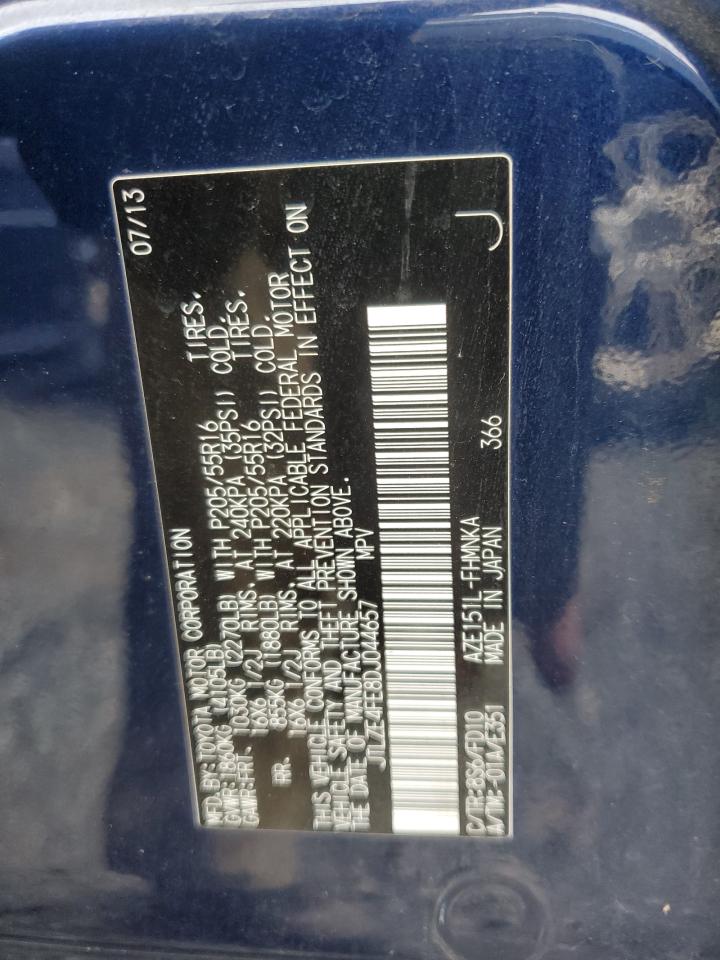 MFD. BY: TOYOTA MOTOR CORPORATION 07/13
GVWR: 1860KG (4105LB)
GAWR: FRT. 1030KG (2270LB) WITH P205/55R16 TIRES.
16X6 1/2J RIMS. AT 240KPA (35PSI) COLD.
RR. 855KG (1880LB) WITH P205/55R16 TIRES.
16X6 1/2J RIMS. AT 220KPA (32PSI) COLD.
THIS VEHICLE CONFORMS TO ALL APPLICABLE FEDERAL MOTOR
VEHICLE SAFETY AND THEFT PREVENTION STANDARDS IN EFFECT ON
THE DATE OF MANUFACTURE SHOWN ABOVE.
JTLZE4FE8DJ044657 MPV
C/TR: 8S6/FD10 AZE151L-FHMNKA
A/TM: -01A/E351 MADE IN JAPAN 366 J